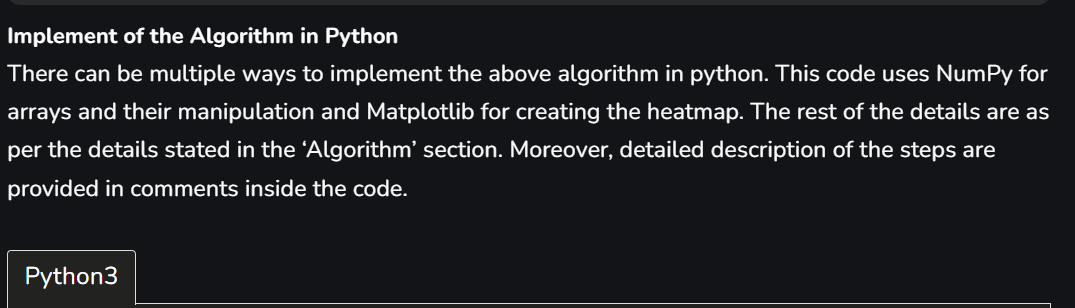 Implement of the Algorithm in Python
There can be multiple ways to implement the above algorithm in python. This code uses NumPy for
arrays and their manipulation and Matplotlib for creating the heatmap. The rest of the details are as
per the details stated in the ‘Algorithm’ section. Moreover, detailed description of the steps are
provided in comments inside the code.
Python3